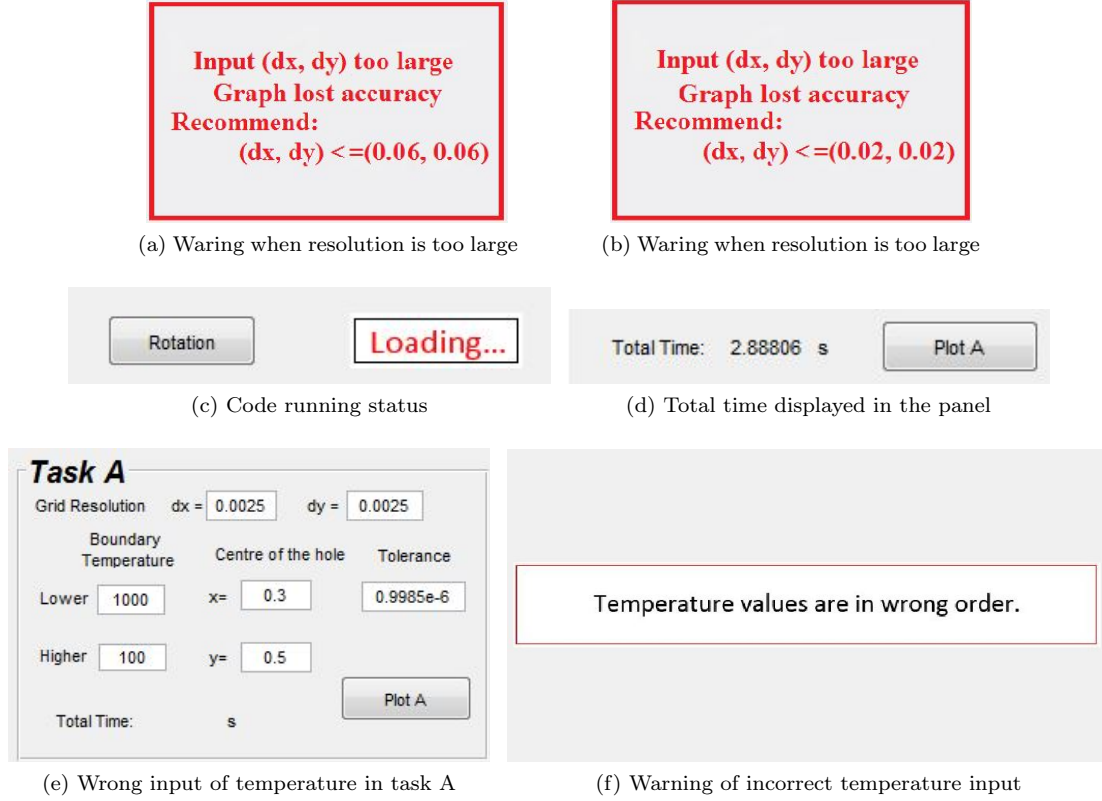 Input (dx, dy) too large
Graph lost accuracy
Recommend:
(dx, dy) <=(0.06, 0.06)
(a) Waring when resolution is too large
Input (dx, dy) too large
Graph lost accuracy
Recommend:
(dx, dy) <=(0.02, 0.02)
(b) Waring when resolution is too large
Rotation
Loading...
(c) Code running status
Total Time: 2.88806 s
Plot A
(d) Total time displayed in the panel
Task A
Grid Resolution dx = 0.0025 dy = 0.0025
Boundary
Temperature Centre of the hole Tolerance
Lower 1000 x= 0.3 0.9985e-6
Higher 100 y= 0.5
Plot A
Total Time: s
(e) Wrong input of temperature in task A
Temperature values are in wrong order.
(f) Warning of incorrect temperature input